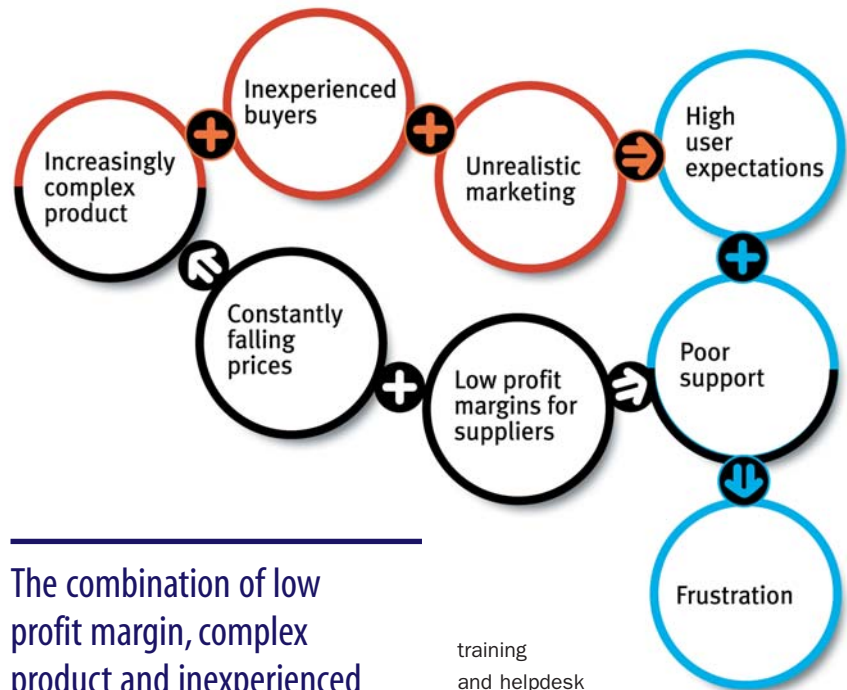 Inexperienced
buyers
Increasingly
complex
product
Unrealistic
marketing
High
user
expectations
Constantly
falling
prices
Low profit
margins for
suppliers
Poor
support
Frustration
The combination of low
profit margin, complex
product and inexperienced
training
and helpdesk